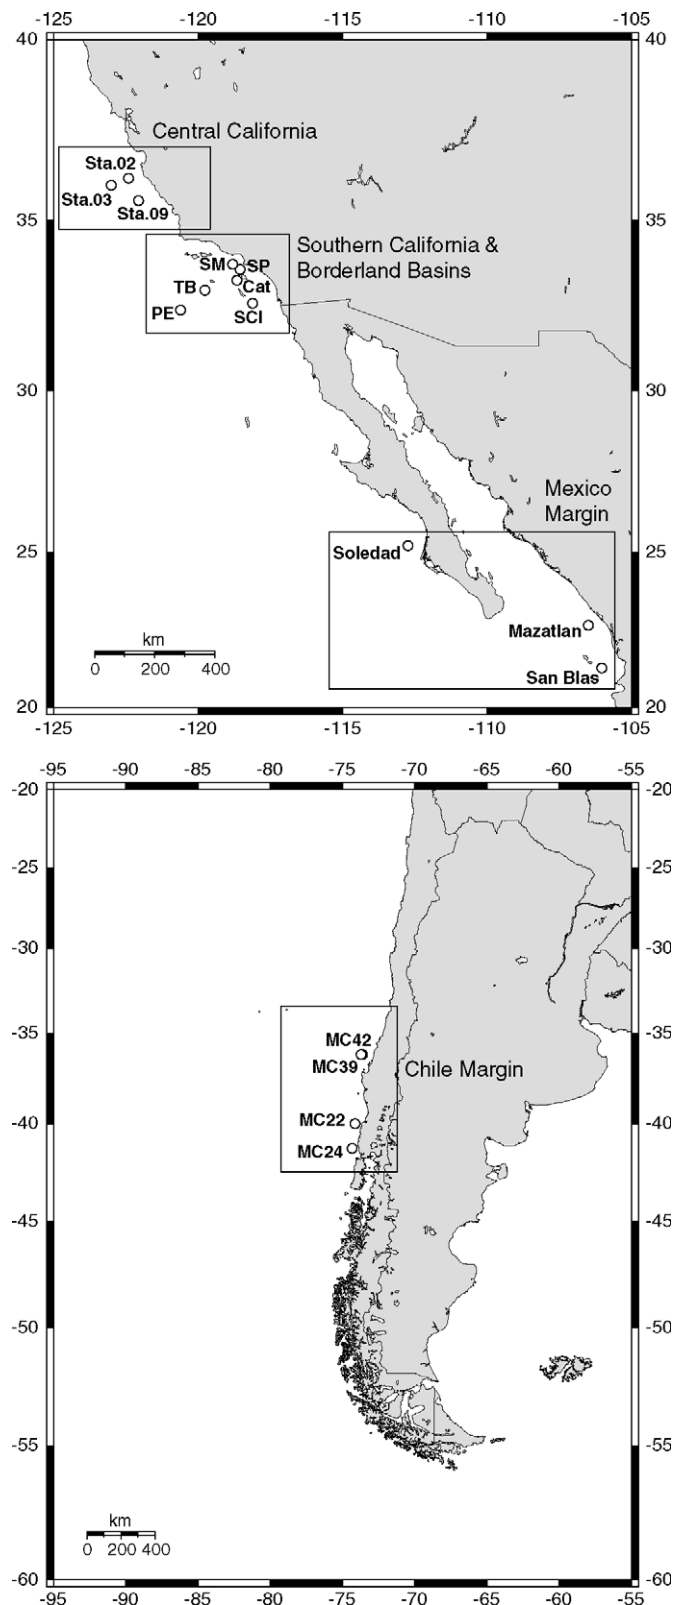 -125 -120 -115 -110 -105
40 40
Central California
Sta.02
Sta.03
Sta.09
35 35
Southern California &
Borderland Basins
SM SP
TB Cat
PE SCI
30 30
Mexico
Margin
25 25
Soledad
km
0 200 400
Mazatlan
San Blas
20 20
-125 -120 -115 -110 -105
-95 -90 -85 -80 -75 -70 -65 -60 -55
-20 -20
-25 -25
-30 -30
-35 -35
MC42
MC39 Chile Margin
MC22
-40 -40
MC24
-45 -45
-50 -50
-55 -55
km
0 200 400
-60 -60
-95 -90 -85 -80 -75 -70 -65 -60 -55